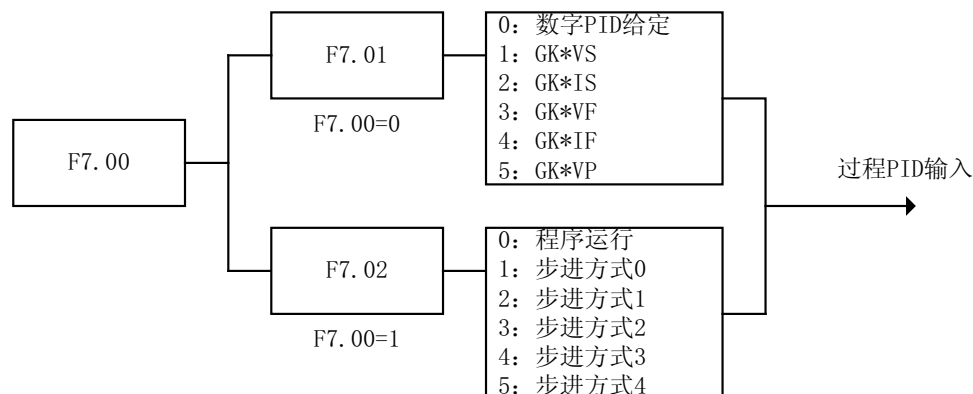 F7.00
F7.01
F7.00=0
0：数字PID给定
1：GK*VS
2：GK*IS
3：GK*VF
4：GK*IF
5：GK*VP
过程PID输入
F7.02
F7.00=1
0：程序运行
1：步进方式0
2：步进方式1
3：步进方式2
4：步进方式3
5：步进方式4